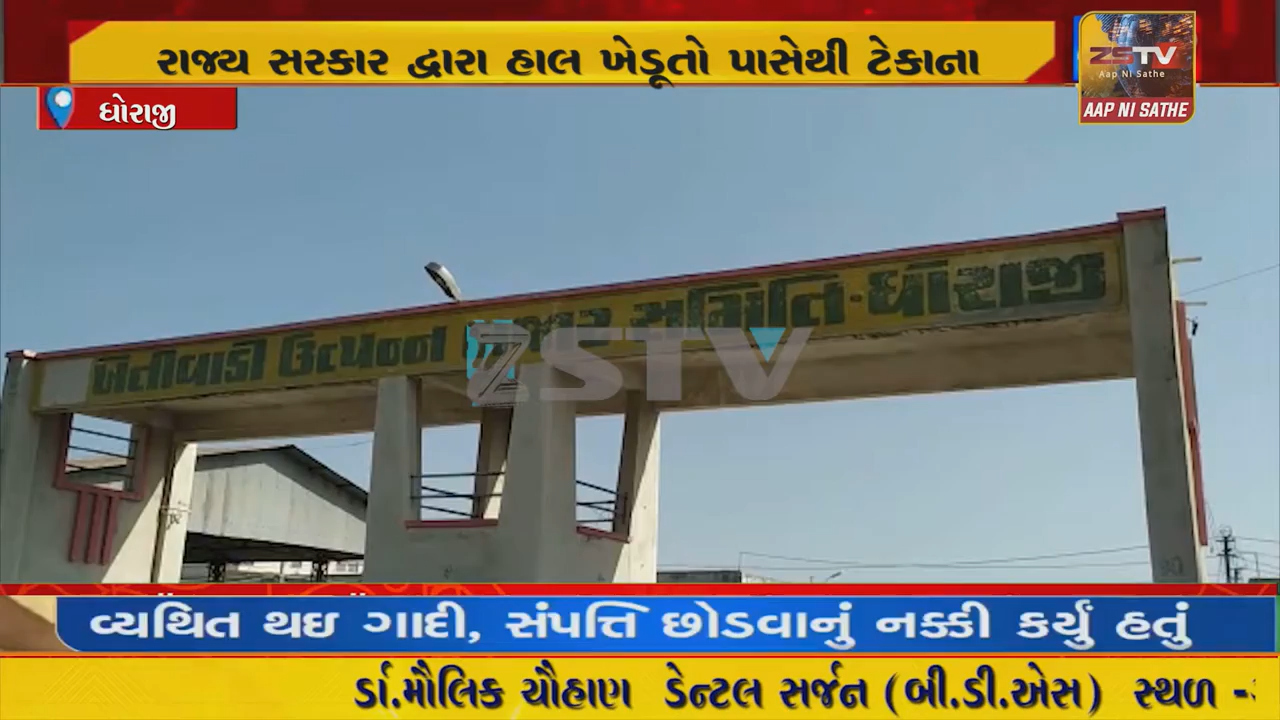 રાજ્ય સરકાર દ્વારા હાલ ખેડૂતો પાસેથી ટેકાના
ZSTV
Aap Ni Sathe
AAP NI SATHE
ધોરાજી
ખેતીવાડી ઉત્પન્ન બજાર સમિતિ-ધોરાજી
ZSTV
વ્યથિત થઇ ગાદી, સંપત્તિ છોડવાનું નક્કી કર્યું હતું
ર્ડા.મૌલિક ચૌહાણ ડેન્ટલ સર્જન (બી.ડી.એસ) સ્થળ -